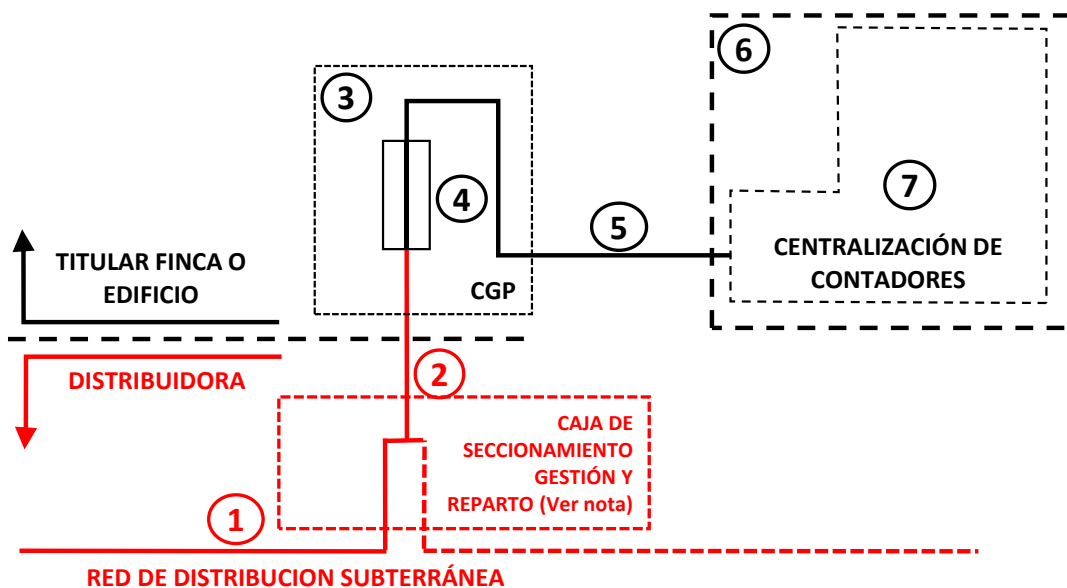 6
3
4
7
5
CENTRALIZACIÓN DE
CONTADORES
TITULAR FINCA O
EDIFICIO
CGP
2
DISTRIBUIDORA
CAJA DE
SECCIONAMIENTO
GESTIÓN Y
REPARTO (Ver nota)
1
RED DE DISTRIBUCION SUBTERRÁNEA